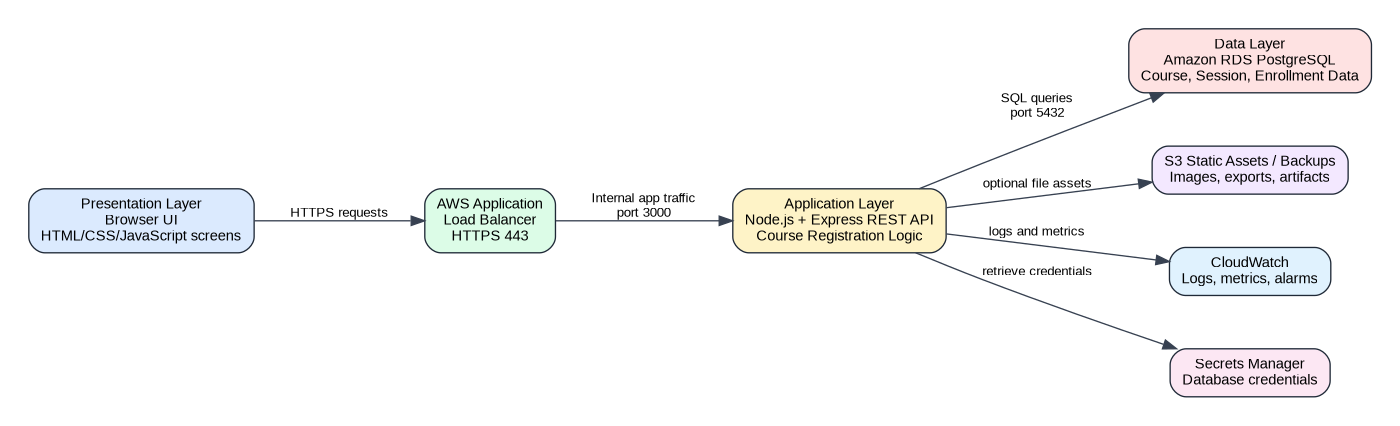 Presentation Layer
Browser UI
HTML/CSS/JavaScript screens
HTTPS requests
AWS Application
Load Balancer
HTTPS 443
Internal app traffic
port 3000
Application Layer
Node.js + Express REST API
Course Registration Logic
SQL queries
port 5432
Data Layer
Amazon RDS PostgreSQL
Course, Session, Enrollment Data
optional file assets
S3 Static Assets / Backups
Images, exports, artifacts
logs and metrics
CloudWatch
Logs, metrics, alarms
retrieve credentials
Secrets Manager
Database credentials